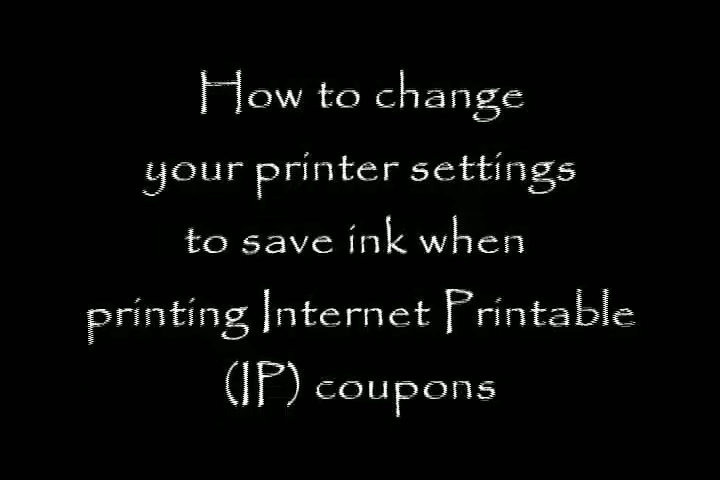 How to change
your printer settings
to save ink when
printing Internet Printable
(IP) coupons